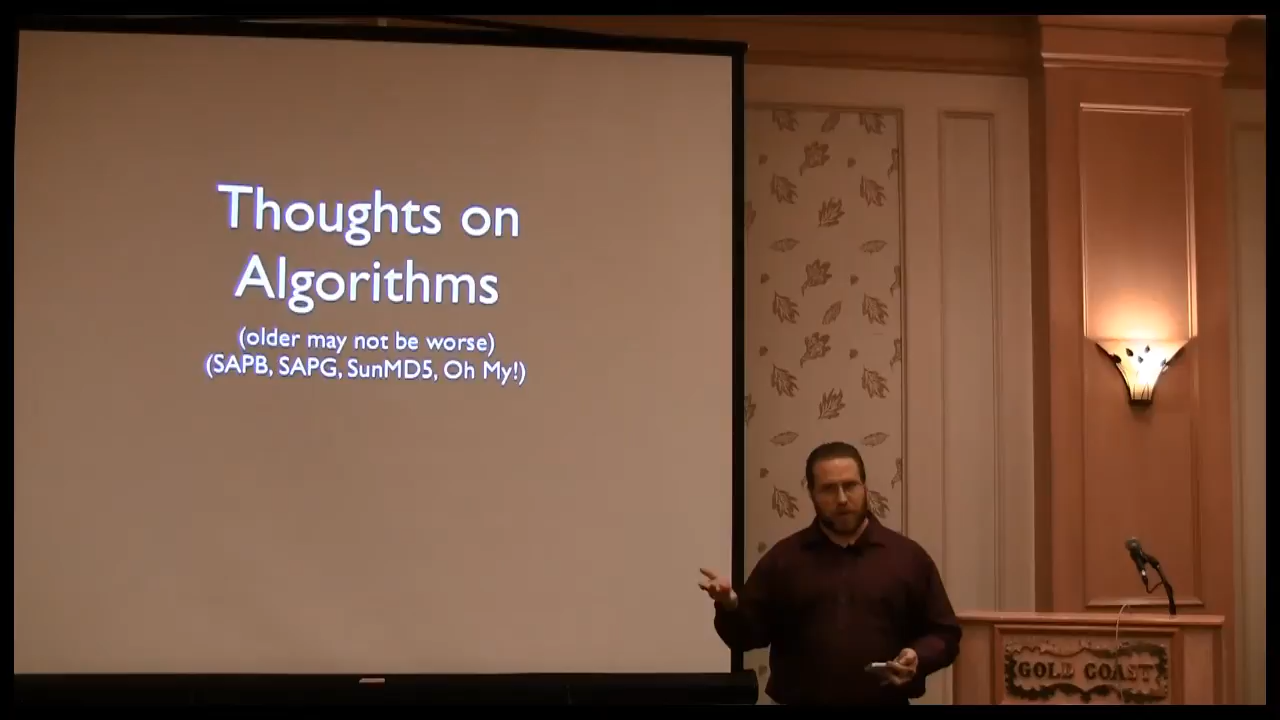 Thoughts on
Algorithms
(older may not be worse)
(SAPB, SAPG, SunMD5, Oh My!)
GOLD COAST